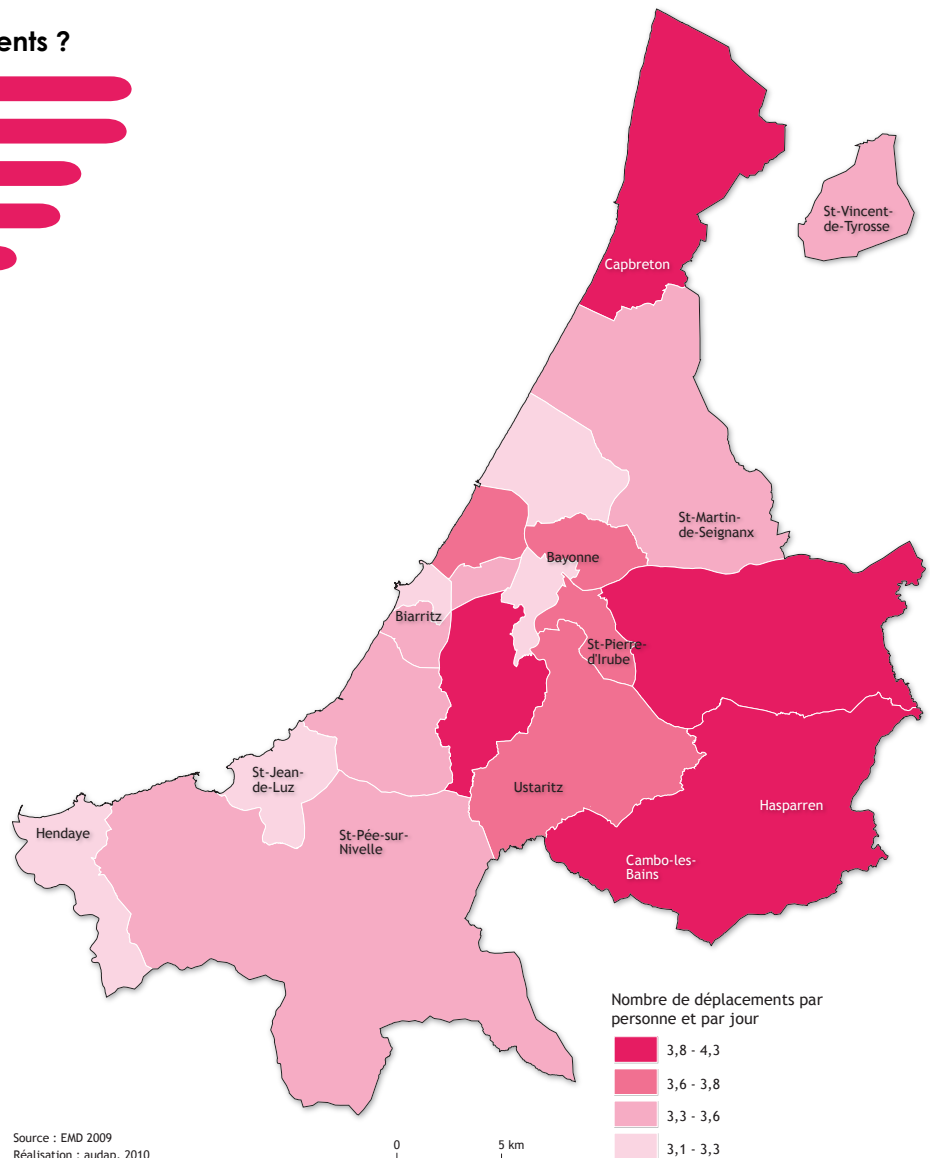 ents ?
St-Vincent-
de-Tyrosse
Capbreton
St-Martin-
de-Seignanx
Bayonne
Biarritz
St-Pierre-
d'Irube
St-Jean-
de-Luz
Ustaritz
Hasparren
Hendaye
St-Pée-sur-
Nivelle
Cambo-les-
Bains
Nombre de déplacements par
personne et par jour
3,8 - 4,3
3,6 - 3,8
3,3 - 3,6
3,1 - 3,3
Source : EMD 2009
Réalisation : audap, 2010
0 5 km